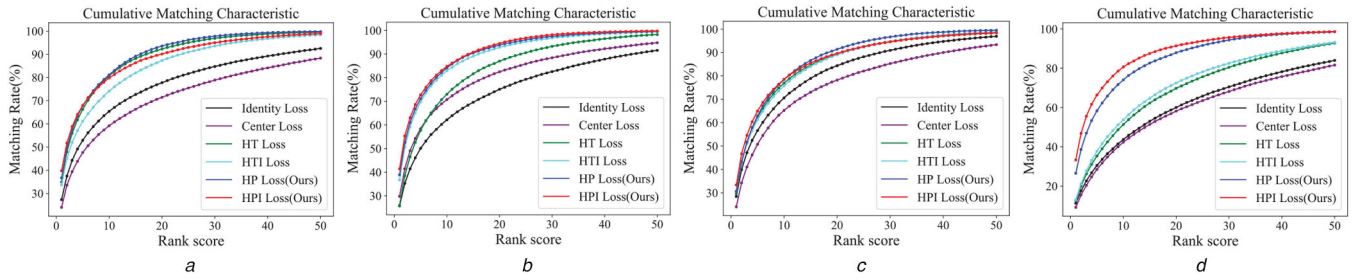 Cumulative Matching Characteristic
100
90
80
70
60
50
40
30
Matching Rate(%)
Identity Loss
Center Loss
HT Loss
HTI Loss
HP Loss(Ours)
HPI Loss(Ours)
0 10 20 30 40 50
Rank score
a
Cumulative Matching Characteristic
100
90
80
70
60
50
40
30
Matching Rate(%)
Identity Loss
Center Loss
HT Loss
HTI Loss
HP Loss(Ours)
HPI Loss(Ours)
0 10 20 30 40 50
Rank score
b
Cumulative Matching Characteristic
100
90
80
70
60
50
40
30
Matching Rate(%)
Identity Loss
Center Loss
HT Loss
HTI Loss
HP Loss(Ours)
HPI Loss(Ours)
0 10 20 30 40 50
Rank score
c
Cumulative Matching Characteristic
100
80
60
40
20
Matching Rate(%)
Identity Loss
Center Loss
HT Loss
HTI Loss
HP Loss(Ours)
HPI Loss(Ours)
0 10 20 30 40 50
Rank score
d